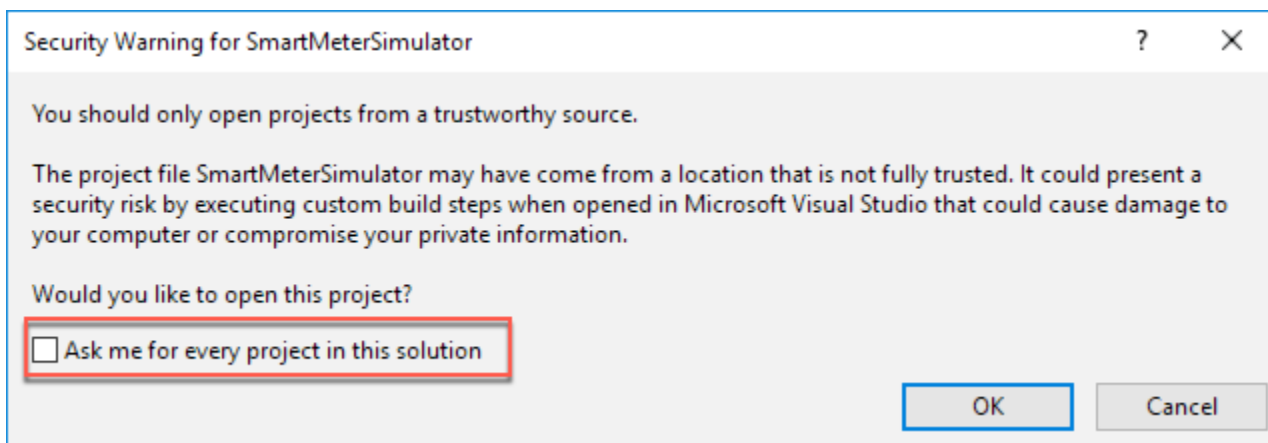 Security Warning for SmartMeterSimulator
? ×
You should only open projects from a trustworthy source.
The project file SmartMeterSimulator may have come from a location that is not fully trusted. It could present a
security risk by executing custom build steps when opened in Microsoft Visual Studio that could cause damage to
your computer or compromise your private information.
Would you like to open this project?
Ask me for every project in this solution
OK
Cancel